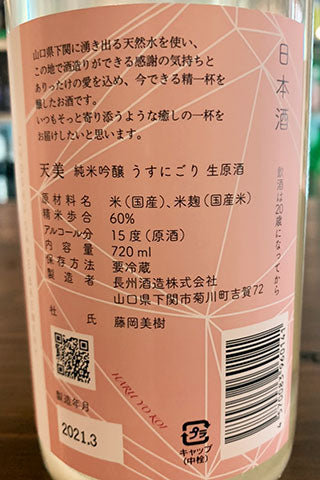 山口県下関に湧き出る天然水を使い、
この地で酒造りができる感謝の気持ちと
ありったけの愛を込め、今できる精一杯を
醸したお酒です。
いつもそっと寄り添うような癒しの一杯を
お届けしたいと思います。
天美 純米吟醸 うすにごり 生原酒
原材料名 米(国産)、米麹(国産米)
精米歩合 60%
アルコール分 15度(原酒)
内容量 720ml
保存方法 要冷蔵
製造者 長州酒造株式会社
山口県下関市菊川町吉賀72
杜氏 藤岡美樹
日本酒
飲酒は20歳になってから
HARU YO KOI
製造年月
2021.3
プラ
キャップ
(中栓)